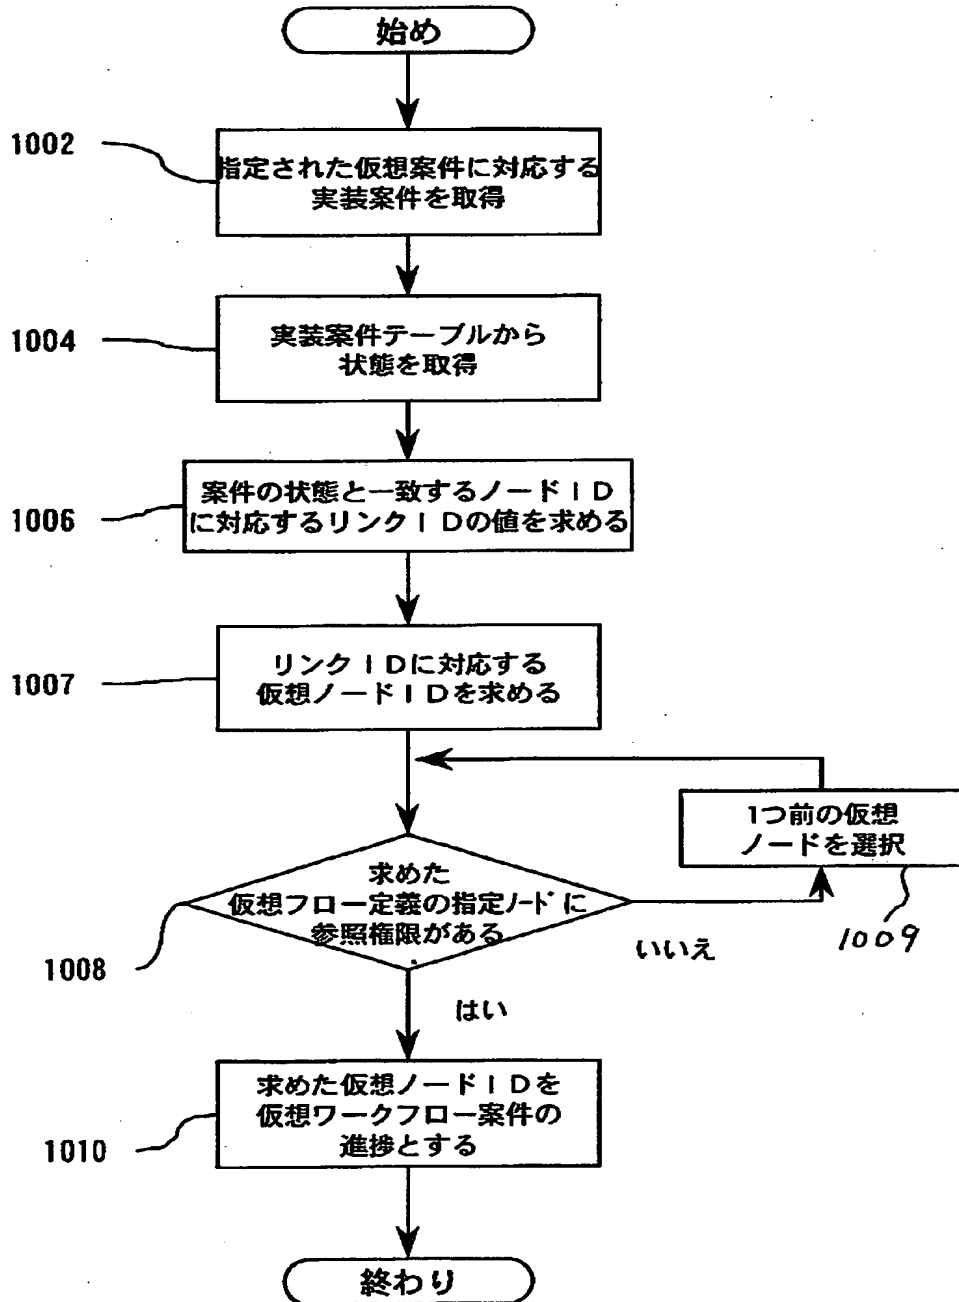 始め
1002
指定された仮想案件に対応する
実装案件を取得
1004
実装案件テーブルから
状態を取得
1006
案件の状態と一致するノードＩＤ
に対応するリンクＩＤの値を求める
1007
リンクＩＤに対応する
仮想ノードＩＤを求める
1つ前の仮想
ノードを選択
1009
求めた
仮想フロー定義の指定ﾉｰﾄﾞに
参照権限がある
1008
いいえ
はい
求めた仮想ノードＩＤを
仮想ワークフロー案件の
進捗とする
1010
終わり